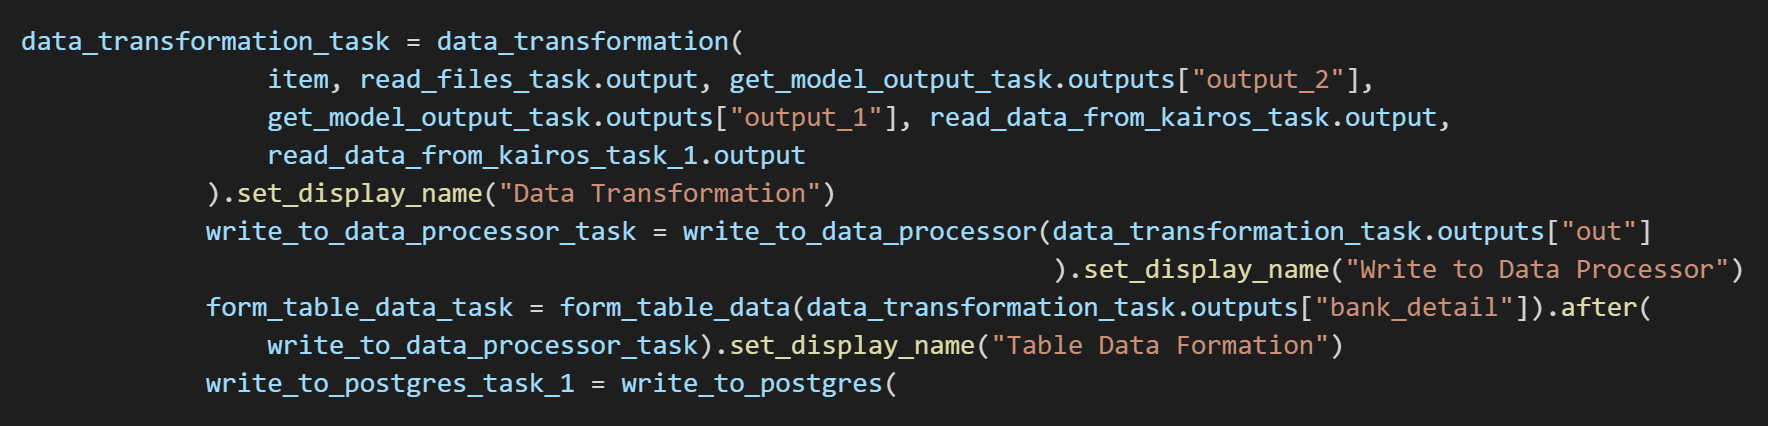 data_transformation_task = data_transformation(
item, read_files_task.output, get_model_output_task.outputs["output_2"],
get_model_output_task.outputs["output_1"], read_data_from_kairos_task.output,
read_data_from_kairos_task_1.output
).set_display_name("Data Transformation")
write_to_data_processor_task = write_to_data_processor(data_transformation_task.outputs["out"]
).set_display_name("Write to Data Processor")
form_table_data_task = form_table_data(data_transformation_task.outputs["bank_detail"]).after(
write_to_data_processor_task).set_display_name("Table Data Formation")
write_to_postgres_task_1 = write_to_postgres(